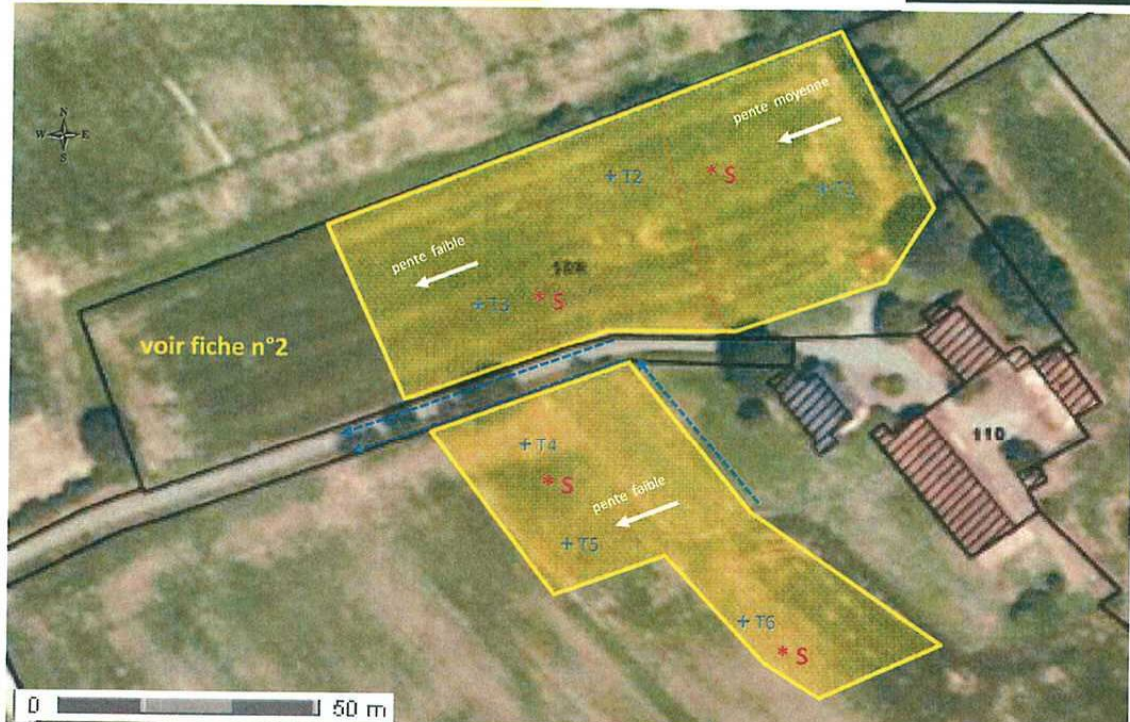 N
W E
S
pente moyenne
+ T2
* S
+ T1
pente faible
+ T3
* S
voir fiche n°2
+ T4
* S
pente faible
+ T5
110
+ T6
* S
0 50 m